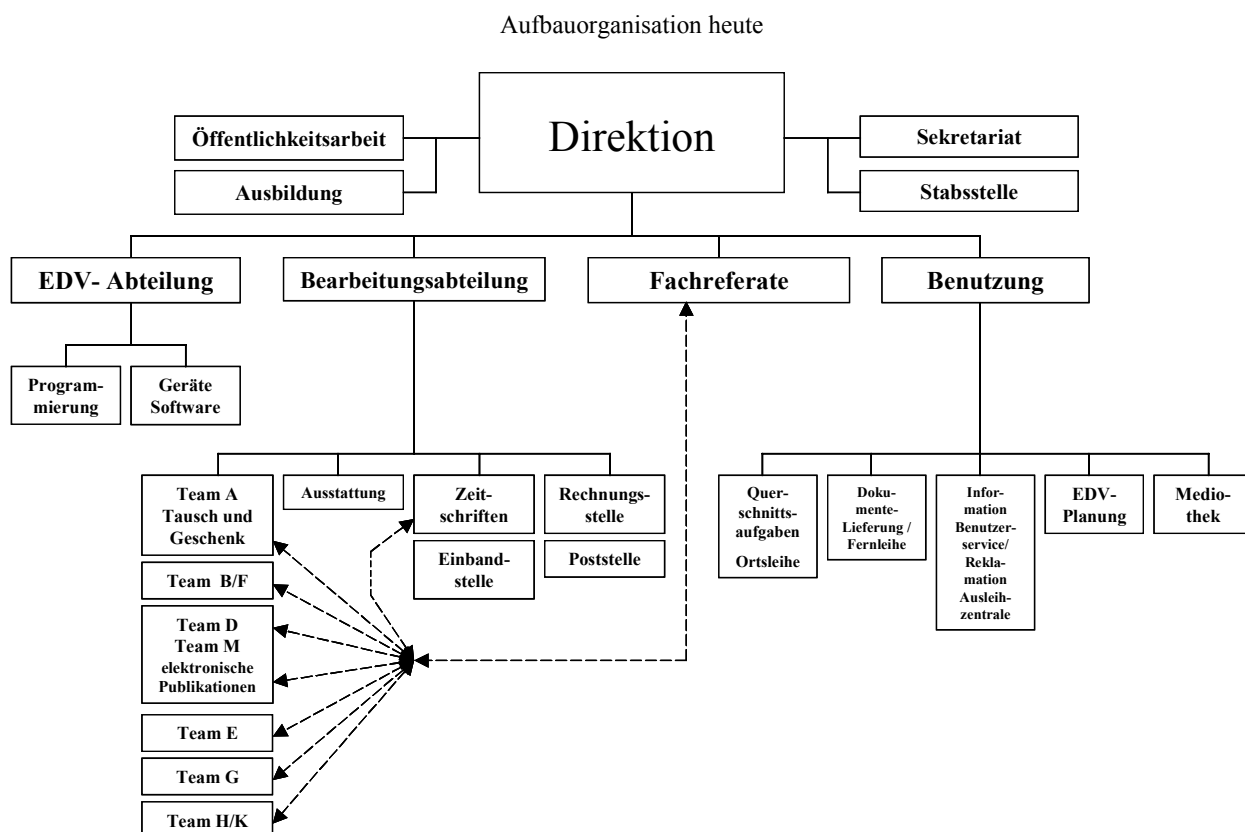 Aufbauorganisation heute
Direktion
Öffentlichkeitsarbeit
Ausbildung
Sekretariat
Stabsstelle
EDV- Abteilung
Bearbeitungsabteilung
Fachreferate
Benutzung
Program-
mierung
Geräte
Software
Team A
Tausch und
Geschenk
Ausstattung
Zeit-
schriften
Rechnungs-
stelle
Einband-
stelle
Poststelle
Team B/F
Team D
Team M
elektronische
Publikationen
Team E
Team G
Team H/K
Quer-
schnitts-
aufgaben
Ortsleihe
Doku-
mente-
Lieferung /
Fernleihe
Infor-
mation
Benutzer-
service/
Rekla-
mation
Ausleih-
zentrale
EDV-
Planung
Medio-
thek